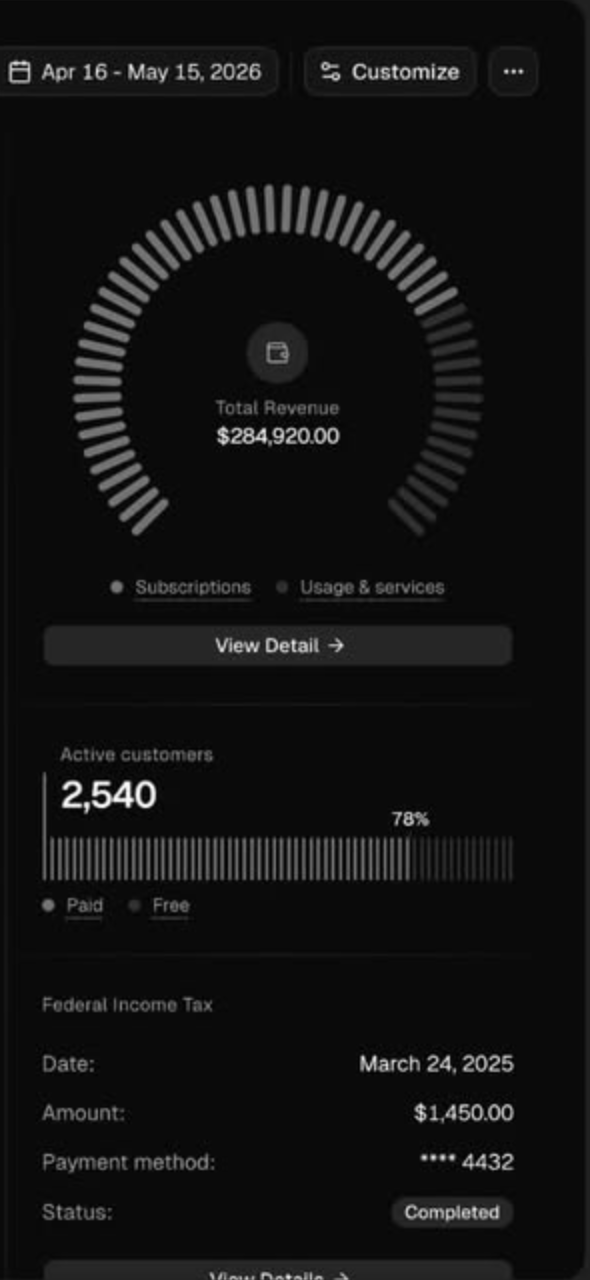 Apr 16 - May 15, 2026 Customize
Total Revenue
$284,920.00
Subscriptions Usage & services
View Detail →
Active customers
2,540
78%
Paid Free
Federal Income Tax
Date: March 24, 2025
Amount: $1,450.00
Payment method: **** 4432
Status: Completed
View Details →